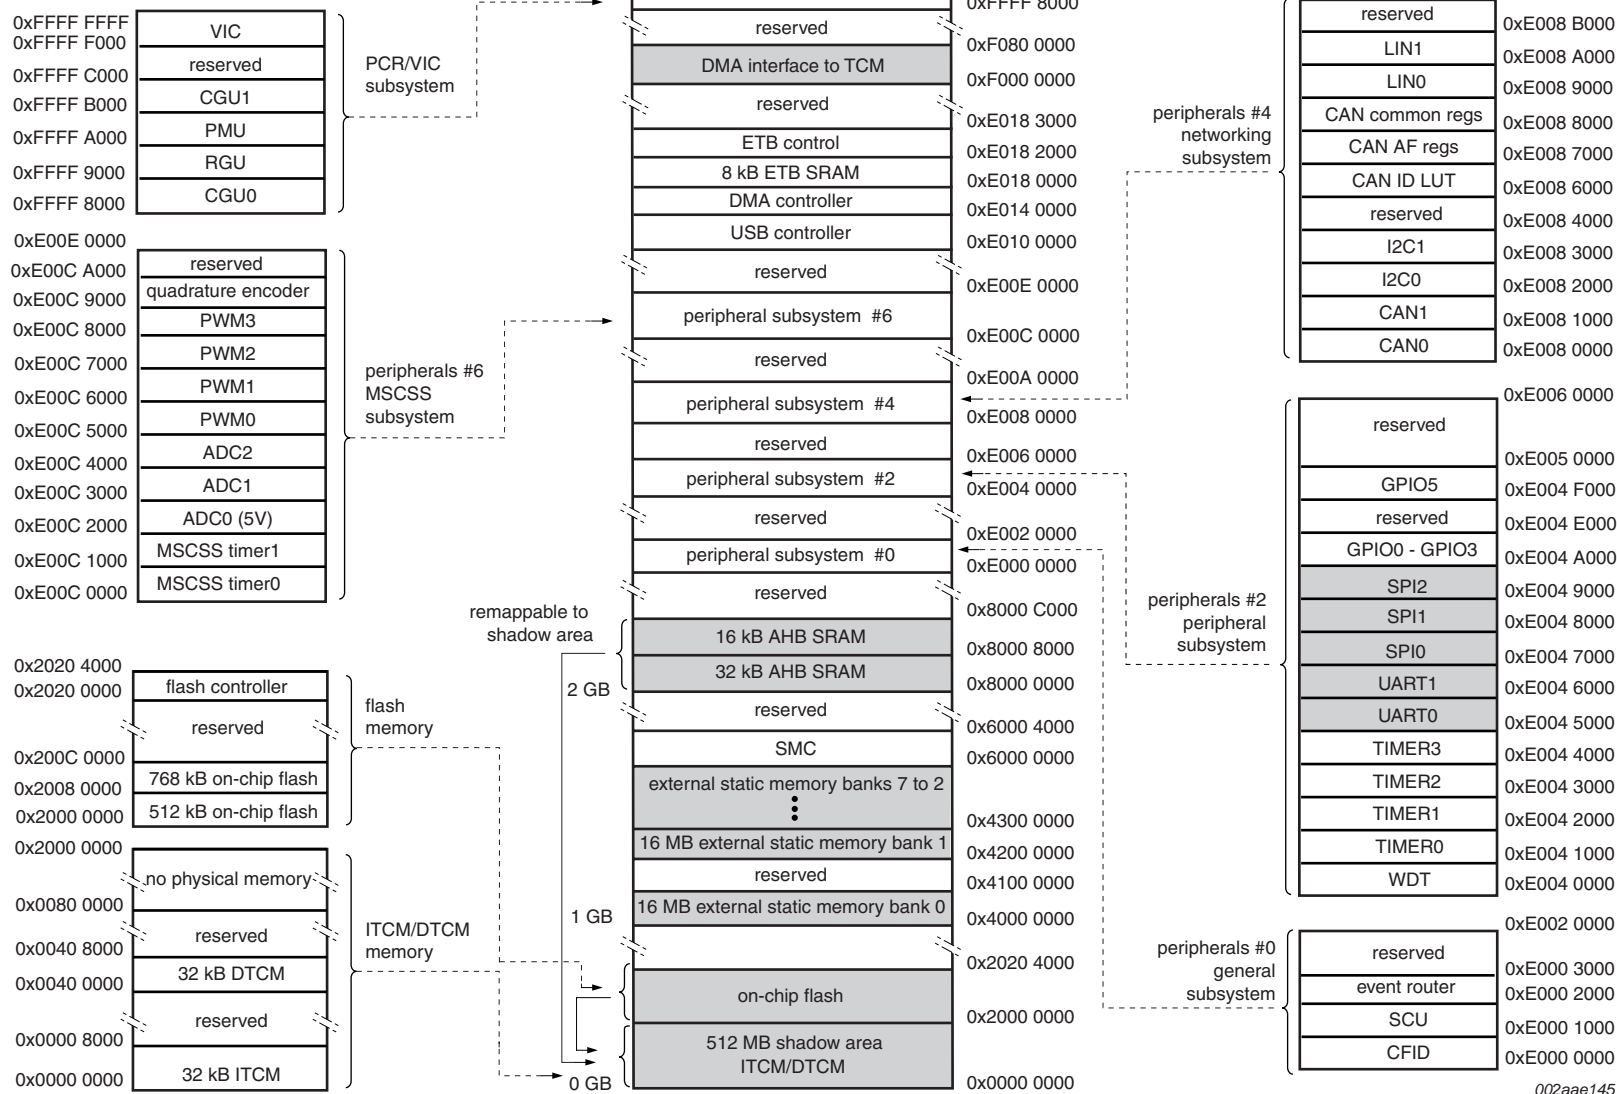 0xFFFF FFFF
VIC
0xFFFF F000
reserved
0xFFFF C000
CGU1
0xFFFF B000
PMU
0xFFFF A000
RGU
0xFFFF 9000
CGU0
0xFFFF 8000
PCR/VIC
subsystem
0xE00E 0000
reserved
0xE00C A000
quadrature encoder
0xE00C 9000
PWM3
0xE00C 8000
PWM2
0xE00C 7000
PWM1
0xE00C 6000
PWM0
0xE00C 5000
ADC2
0xE00C 4000
ADC1
0xE00C 3000
ADC0 (5V)
0xE00C 2000
MSCSS timer1
0xE00C 1000
MSCSS timer0
0xE00C 0000
peripherals #6
MSCSS
subsystem
0x2020 4000
flash controller
0x2020 0000
reserved
0x200C 0000
768 kB on-chip flash
0x2008 0000
512 kB on-chip flash
0x2000 0000
flash
memory
0x2000 0000
no physical memory
0x0080 0000
reserved
0x0040 8000
32 kB DTCM
0x0040 0000
reserved
0x0000 8000
32 kB ITCM
0x0000 0000
ITCM/DTCM
memory
remappable to
shadow area
2 GB
1 GB
0 GB
0xFFFF 8000
reserved
0xF080 0000
DMA interface to TCM
0xF000 0000
reserved
0xE018 3000
ETB control
0xE018 2000
8 kB ETB SRAM
0xE018 0000
DMA controller
0xE014 0000
USB controller
0xE010 0000
reserved
0xE00E 0000
peripheral subsystem #6
0xE00C 0000
reserved
0xE00A 0000
peripheral subsystem #4
0xE008 0000
reserved
0xE006 0000
peripheral subsystem #2
0xE004 0000
reserved
0xE002 0000
peripheral subsystem #0
0xE000 0000
reserved
0x8000 C000
16 kB AHB SRAM
0x8000 8000
32 kB AHB SRAM
0x8000 0000
reserved
0x6000 4000
SMC
0x6000 0000
external static memory banks 7 to 2
0x4300 0000
16 MB external static memory bank 1
0x4200 0000
reserved
0x4100 0000
16 MB external static memory bank 0
0x4000 0000
0x2020 4000
on-chip flash
0x2000 0000
512 MB shadow area
ITCM/DTCM
0x0000 0000
peripherals #4
networking
subsystem
reserved
0xE008 B000
LIN1
0xE008 A000
LIN0
0xE008 9000
CAN common regs
0xE008 8000
CAN AF regs
0xE008 7000
CAN ID LUT
0xE008 6000
reserved
0xE008 4000
I2C1
0xE008 3000
I2C0
0xE008 2000
CAN1
0xE008 1000
CAN0
0xE008 0000
peripherals #2
peripheral
subsystem
0xE006 0000
reserved
0xE005 0000
GPIO5
0xE004 F000
reserved
0xE004 E000
GPIO0 - GPIO3
0xE004 A000
SPI2
0xE004 9000
SPI1
0xE004 8000
SPI0
0xE004 7000
UART1
0xE004 6000
UART0
0xE004 5000
TIMER3
0xE004 4000
TIMER2
0xE004 3000
TIMER1
0xE004 2000
TIMER0
0xE004 1000
WDT
0xE004 0000
peripherals #0
general
subsystem
0xE002 0000
reserved
0xE000 3000
event router
0xE000 2000
SCU
0xE000 1000
CFID
0xE000 0000
002aae145